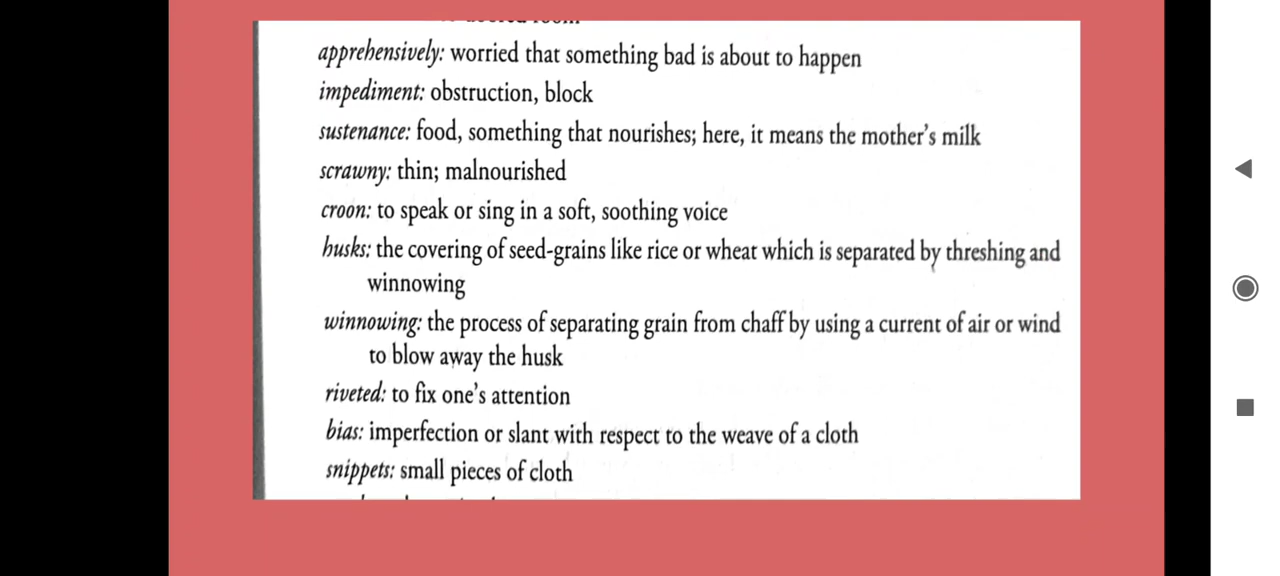 apprehensively: worried that something bad is about to happen
impediment: obstruction, block
sustenance: food, something that nourishes; here, it means the mother's milk
scrawny: thin; malnourished
croon: to speak or sing in a soft, soothing voice
husks: the covering of seed-grains like rice or wheat which is separated by threshing and
winnowing
winnowing: the process of separating grain from chaff by using a current of air or wind
to blow away the husk
riveted: to fix one's attention
bias: imperfection or slant with respect to the weave of a cloth
snippets: small pieces of cloth